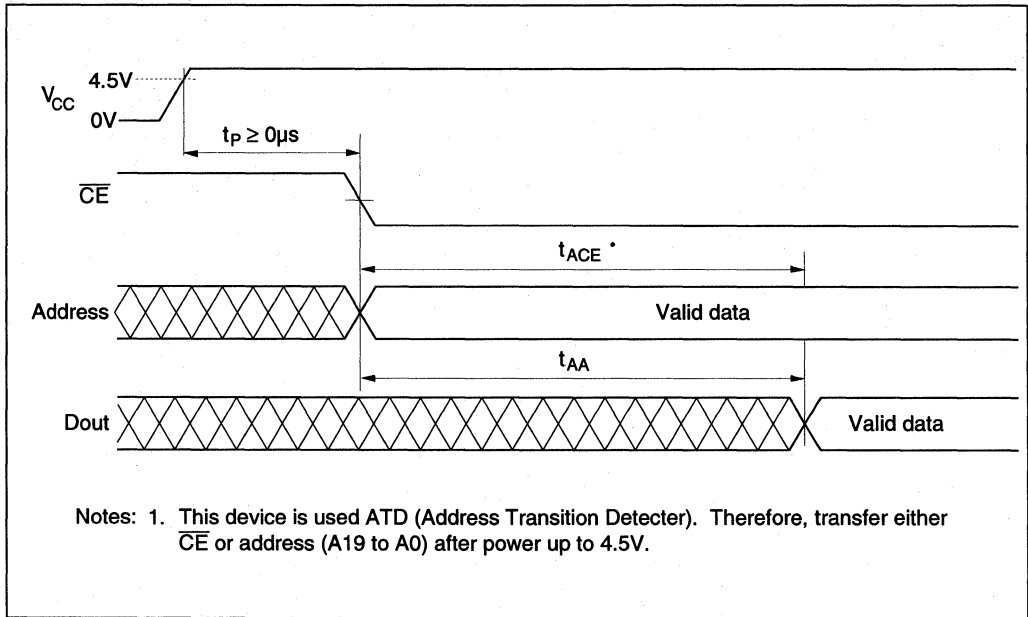 4.5V
VCC
0V
tP ≥ 0µs
CE
tACE *
Address
Valid data
tAA
Dout
Valid data
Notes: 1. This device is used ATD (Address Transition Detecter). Therefore, transfer either
CE or address (A19 to A0) after power up to 4.5V.